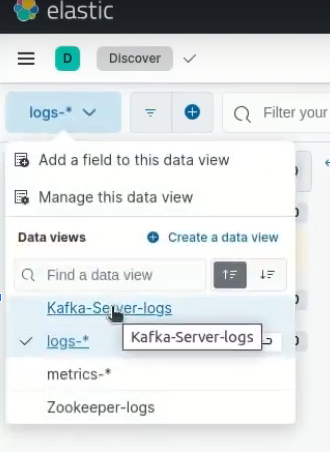 elastic
D
Discover
logs-*
Filter your
Add a field to this data view
Manage this data view
Data views
Create a data view
Find a data view
Kafka-Server-logs
logs-*
Kafka-Server-logs
metrics-*
Zookeeper-logs